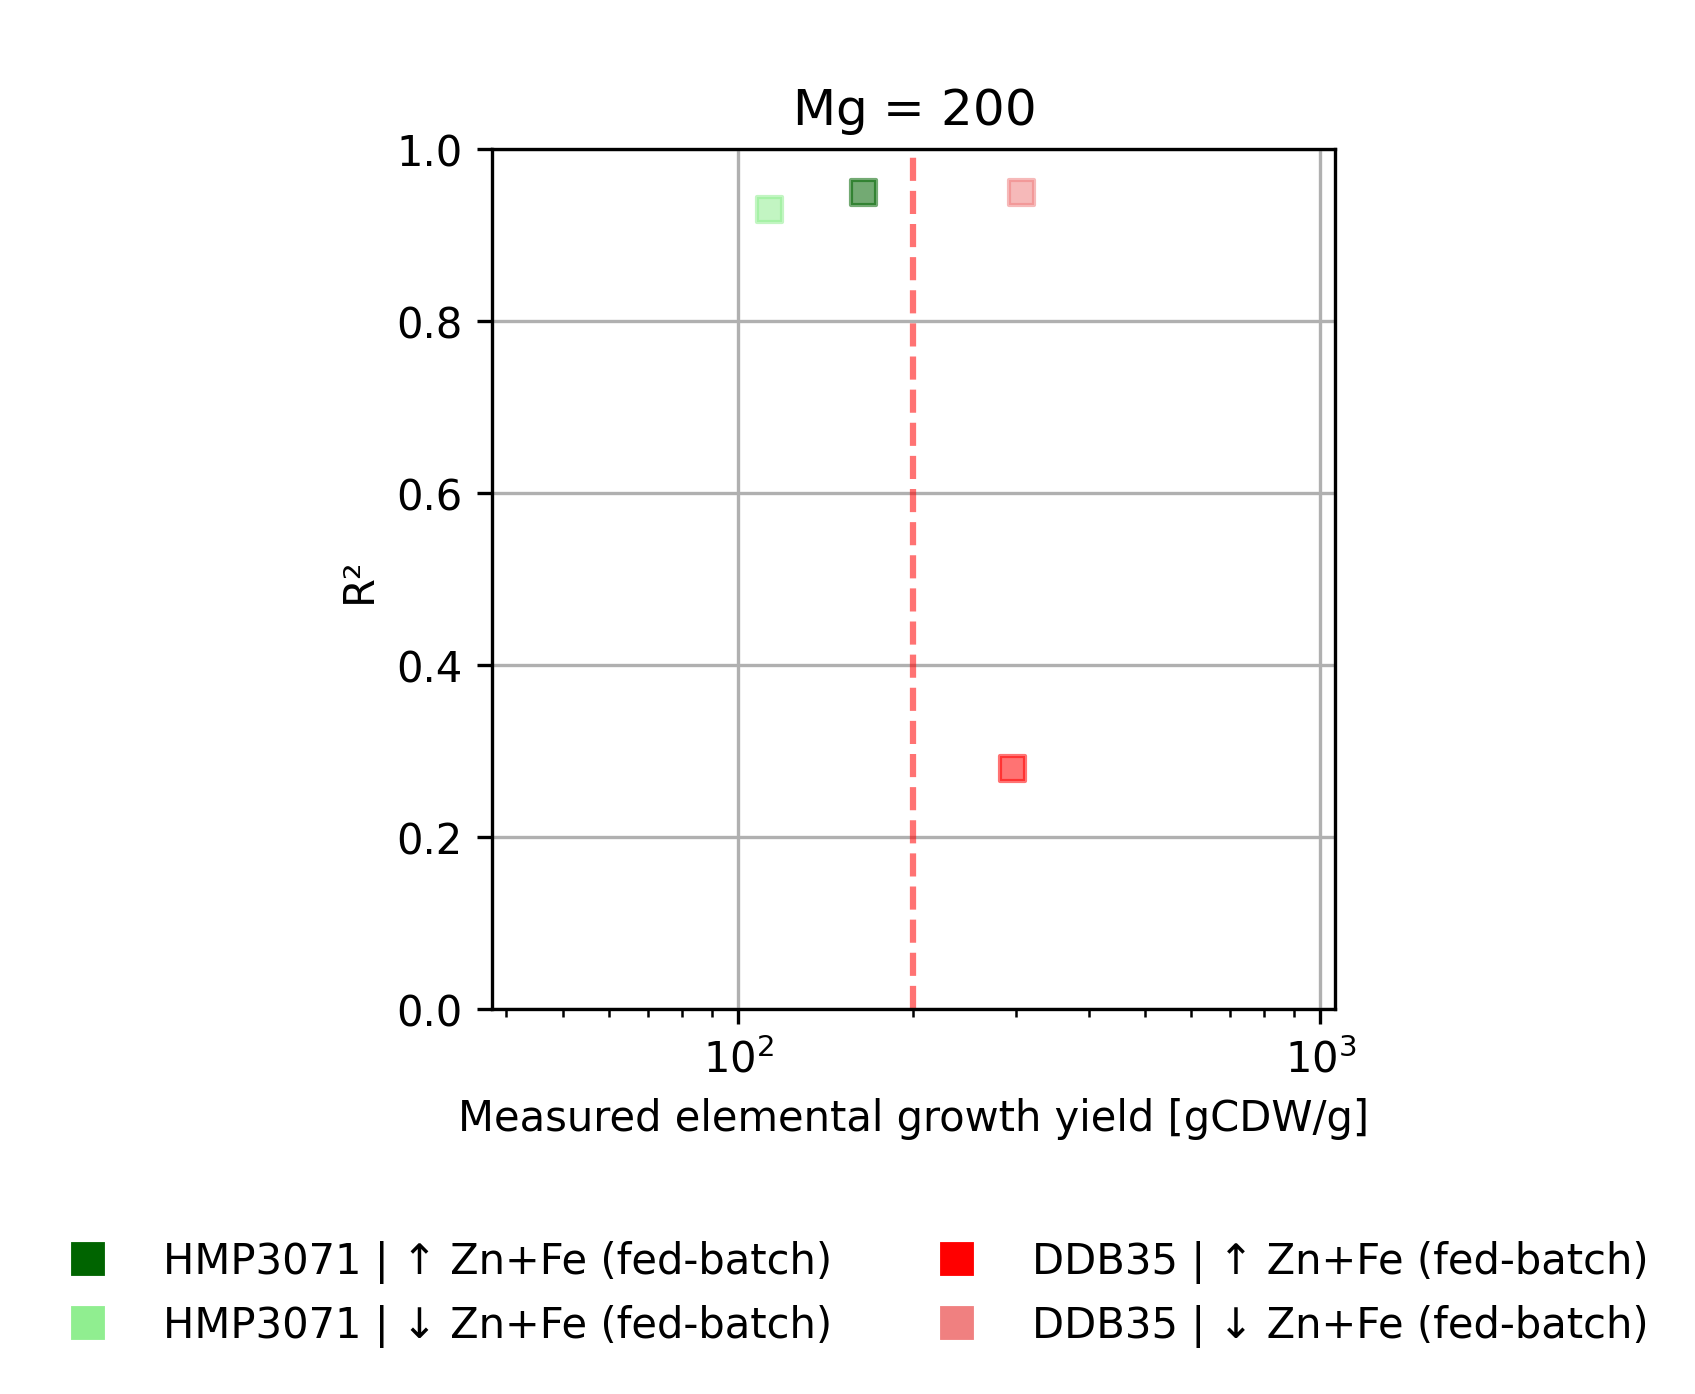 Mg = 200
1.0
0.8
0.6
0.4
0.2
0.0
R²
10²
10³
Measured elemental growth yield [gCDW/g]
HMP3071 | ↑ Zn+Fe (fed-batch)
DDB35 | ↑ Zn+Fe (fed-batch)
HMP3071 | ↓ Zn+Fe (fed-batch)
DDB35 | ↓ Zn+Fe (fed-batch)